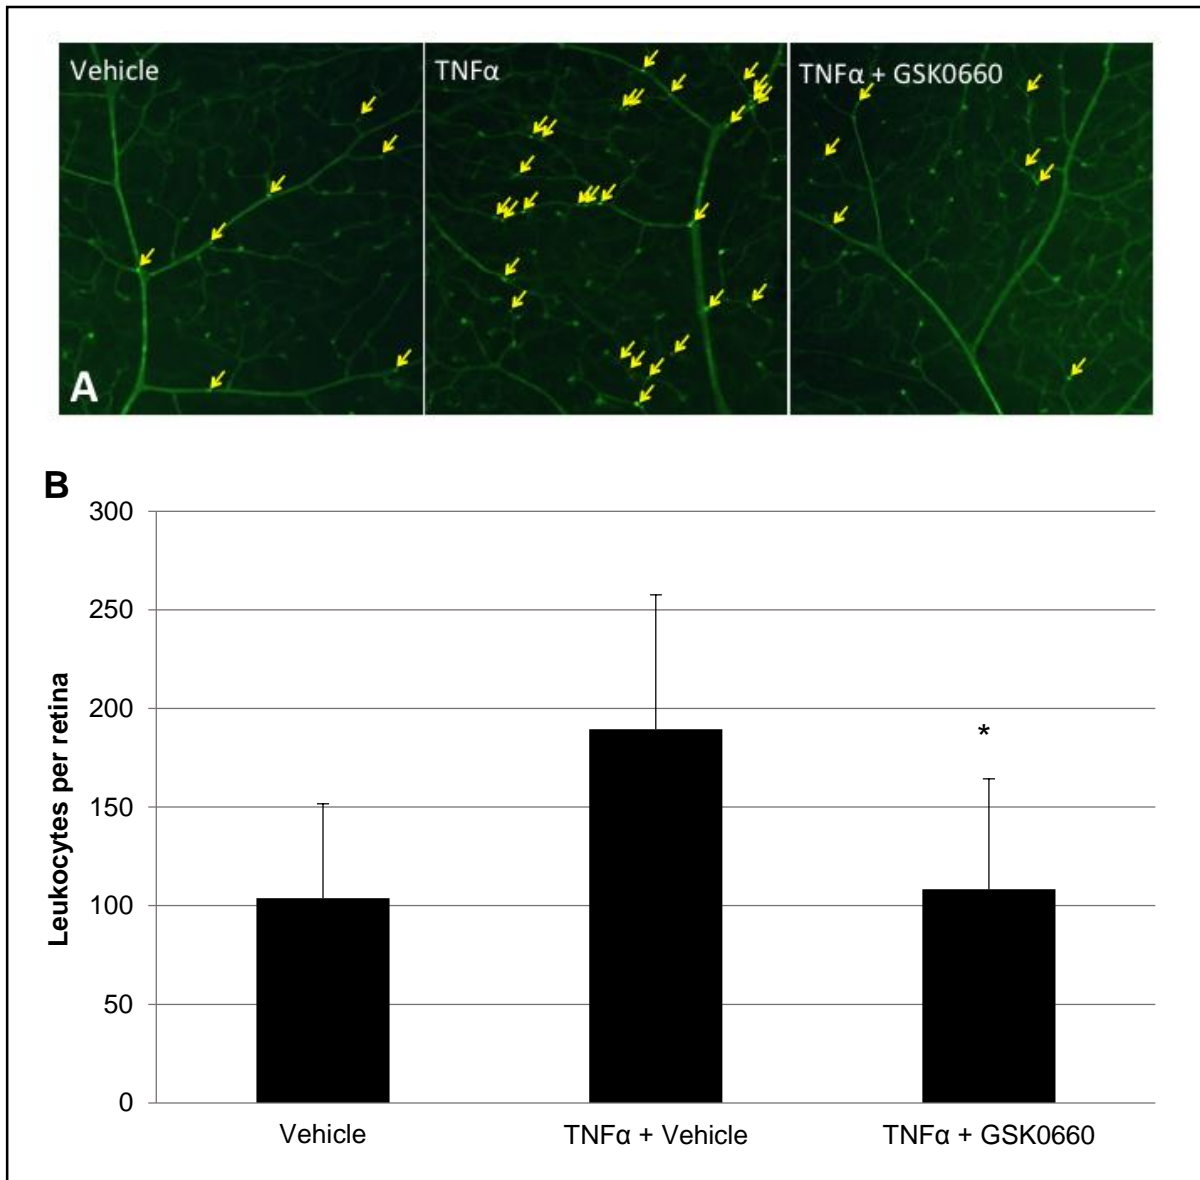 Vehicle
TNFα
TNFα + GSK0660
A
B
300
250
200
150
100
50
0
Leukocytes per retina
*
Vehicle
TNFα + Vehicle
TNFα + GSK0660